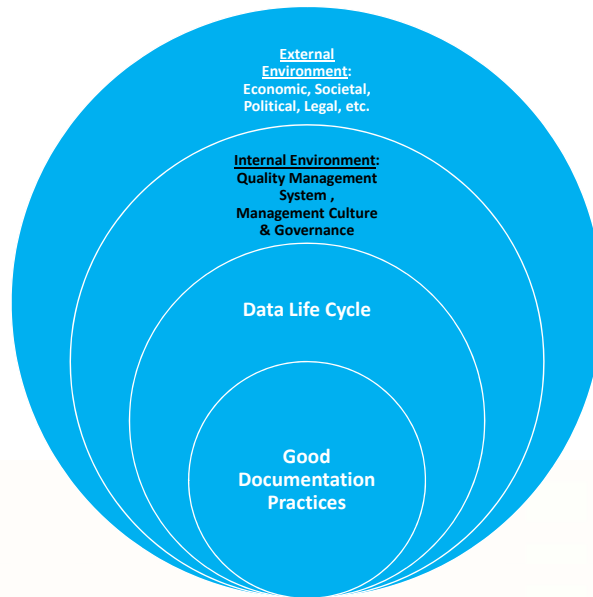 External
Environment:
Economic, Societal,
Political, Legal, etc.
Internal Environment:
Quality Management
System ,
Management Culture
& Governance
Data Life Cycle
Good
Documentation
Practices